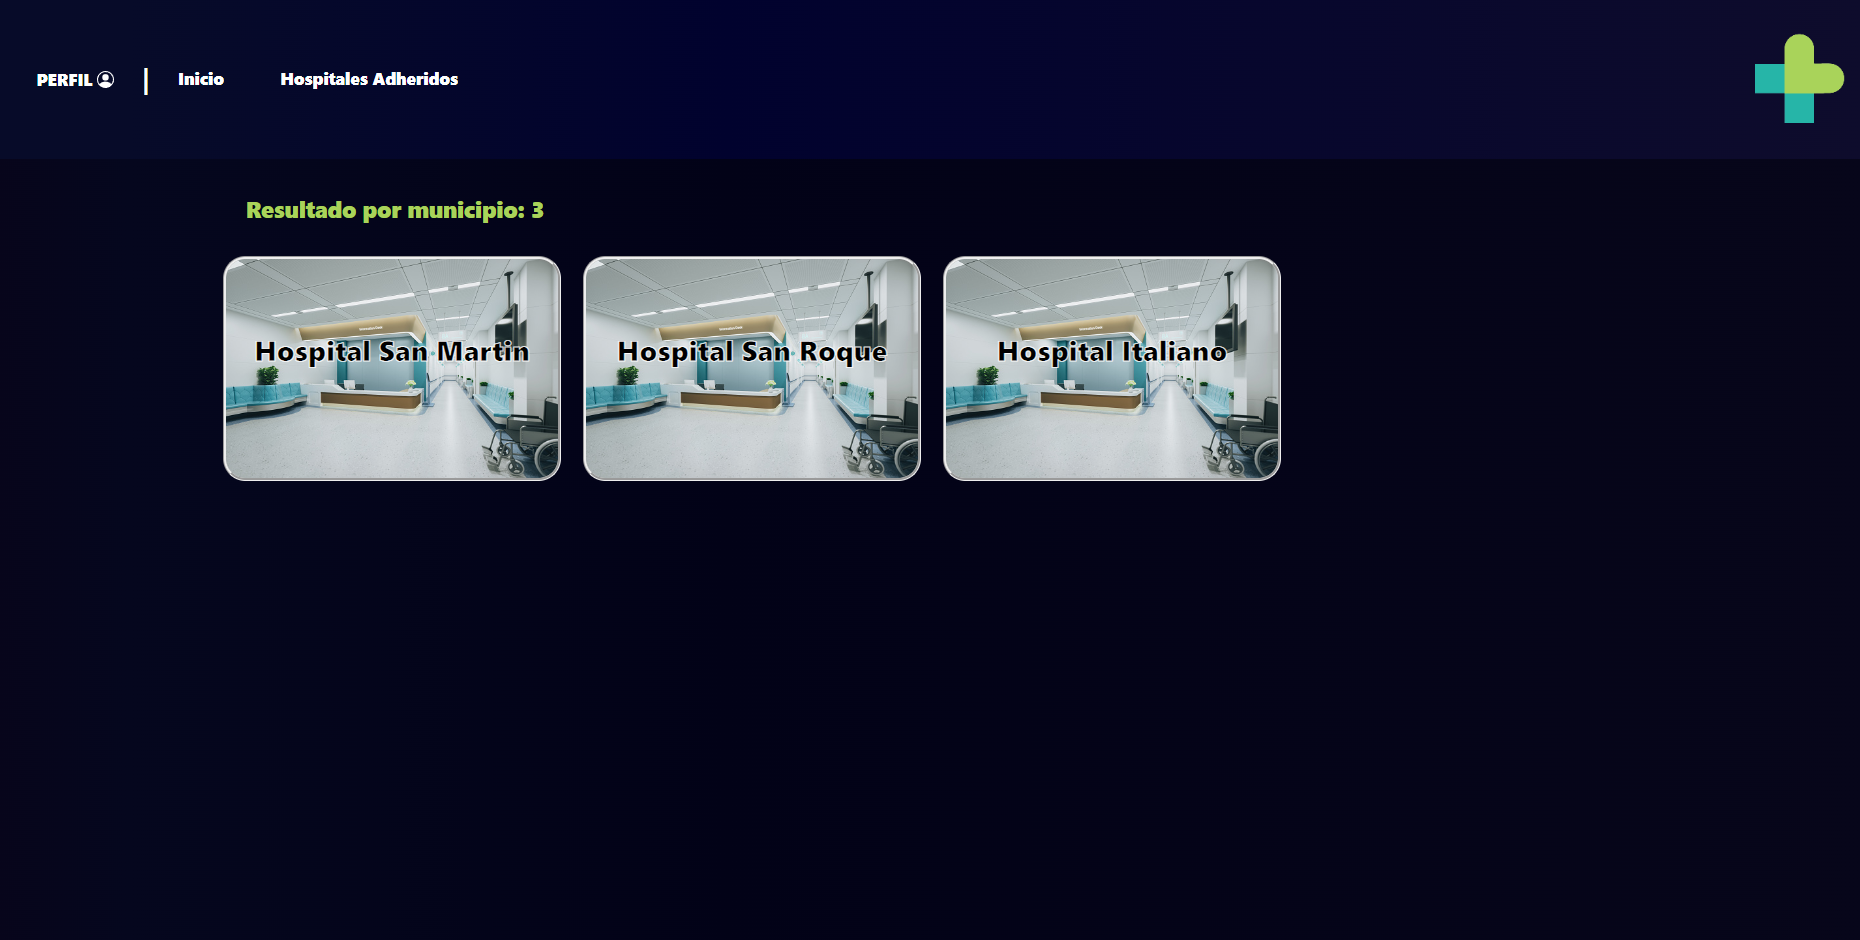 PERFIL
Inicio
Hospitales Adheridos
Resultado por municipio: 3
Hospital San Martin
Hospital San Roque
Hospital Italiano